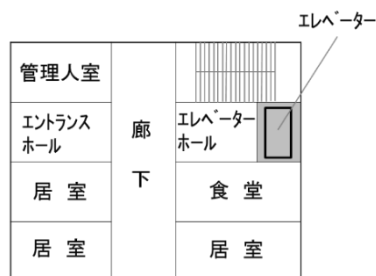 エレベーター
管理人室
エントランス
ホール
廊
下
エレベーター
ホール
居 室
食 堂
居 室
居 室